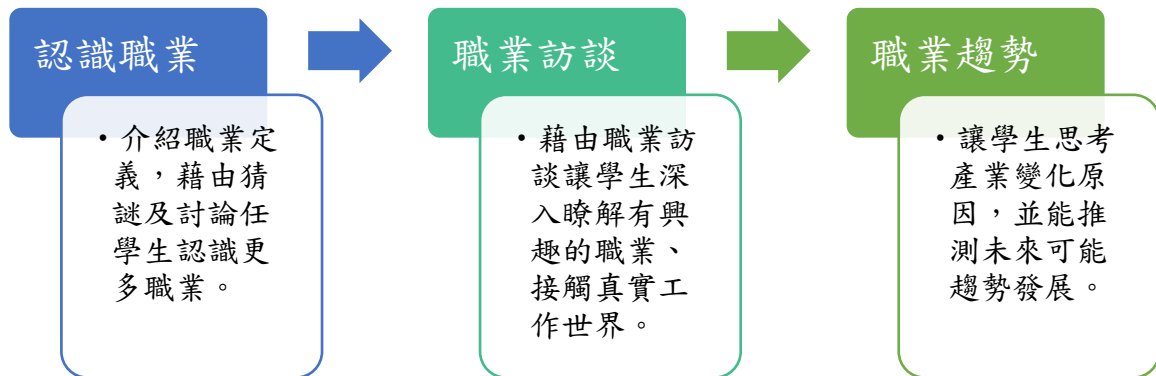 認識職業
•介紹職業定
義，藉由猜
謎及討論任
學生認識更
多職業。
職業訪談
•藉由職業訪
談讓學生深
入瞭解有興
趣的職業、
接觸真實工
作世界。
職業趨勢
•讓學生思考
產業變化原
因，並能推
測未來可能
趨勢發展。